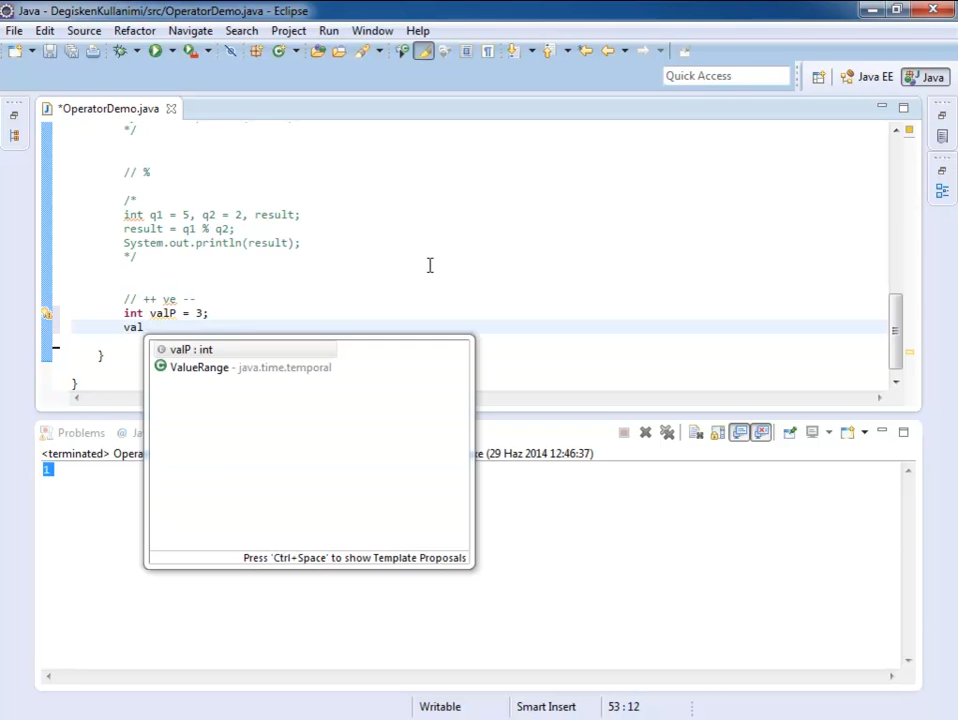 Java - DegiskenKullanimi/src/OperatorDemo.java - Eclipse
File Edit Source Refactor Navigate Search Project Run Window Help
Quick Access
Java EE
Java
*OperatorDemo.java
*/
// %
/*
int q1 = 5, q2 = 2, result;
result = q1 % q2;
System.out.println(result);
*/
// ++ ve --
int valP = 3;
val
valP : int
ValueRange - java.time.temporal
}
}
Press 'Ctrl+Space' to show Template Proposals
Problems @ Ja
<terminated> Opera
(29 Haz 2014 12:46:37)
1
Writable Smart Insert 53 : 12